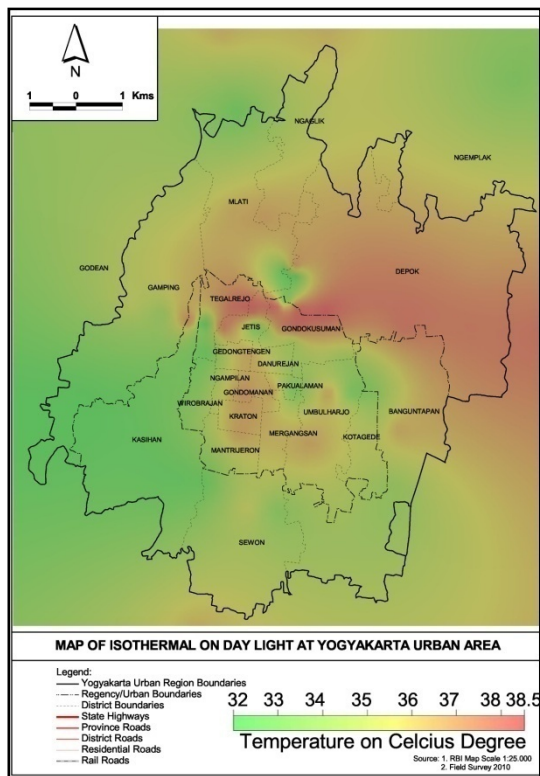 N
1 0 1 Kms
NGAGLIK
NGEMPLAK
MLATI
GODEAN
DEPOK
GAMPING
TEGALREJO
JETIS
GONDOKUSUMAN
GEDONGTENGEN
DANUREJAN
NGAMPILAN
PAKUALAMAN
GONDOMANAN
WIROBRAJAN
UMBULHARJO
BANGUNTAPAN
KRATON
MERGANGSAN
KOTAGEDE
KASIHAN
MANTRIJERON
SEWON
MAP OF ISOTHERMAL ON DAY LIGHT AT YOGYAKARTA URBAN AREA
Legend:
Yogyakarta Urban Region Boundaries
Regency/Urban Boundaries
District Boundaries
State Highways
Province Roads
District Roads
Residential Roads
Rail Roads
32 33 34 35 36 37 38 38.5
Temperature on Celcius Degree
Source: 1. RBI Map Scale 1:25.000
2. Field Survey 2010